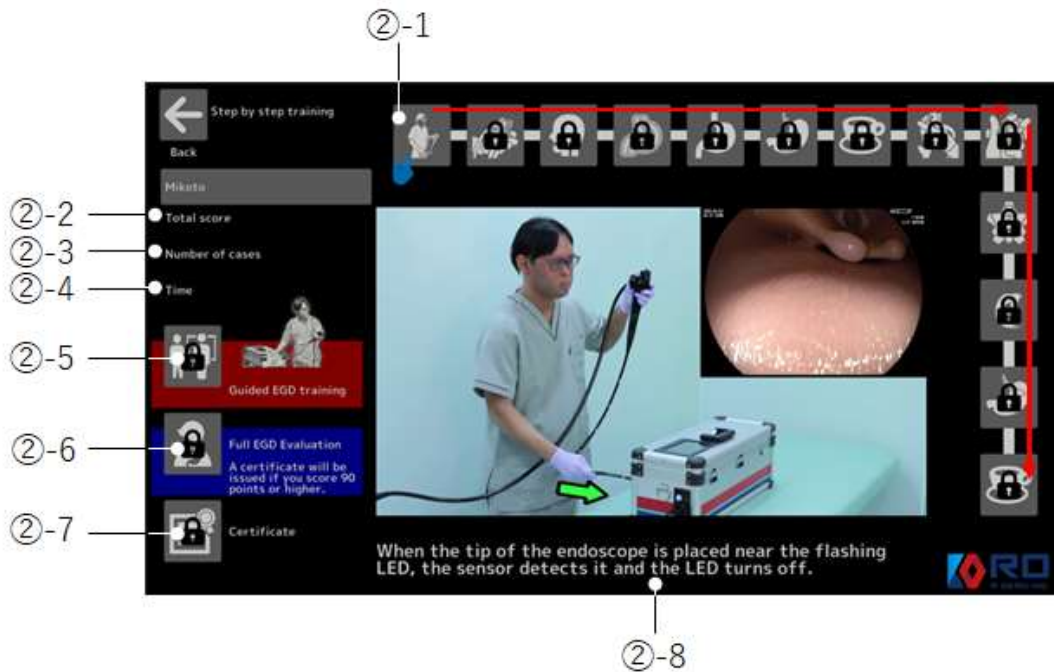 ②-1
Step by step training
Back
Mikoto
②-2
Total score
②-3
Number of cases
②-4
Time
②-5
Guided EGD training
②-6
Full EGD Evaluation
A certificate will be
issued if you score 90
points or higher.
②-7
Certificate
When the tip of the endoscope is placed near the flashing
LED, the sensor detects it and the LED turns off.
②-8